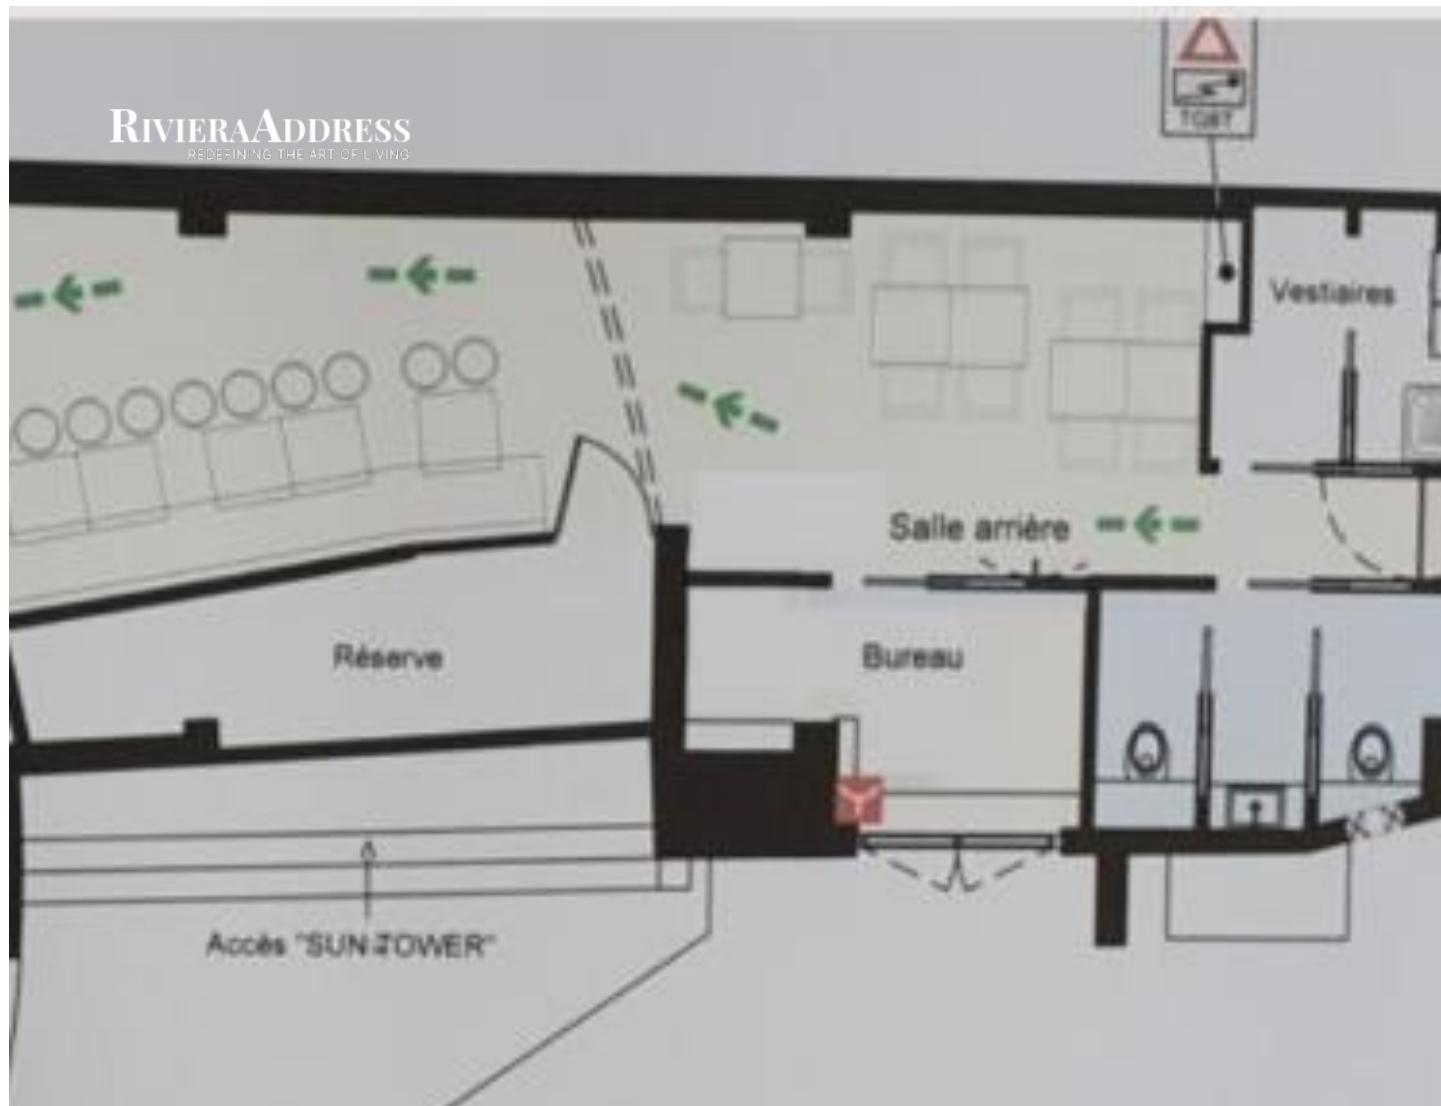 RIVIERAADDRESS
REDEFINING THE ART OF LIVING
TGBT
Vestiaires
Salle arrière
Réserve
Bureau
Accès "SUN TOWER"